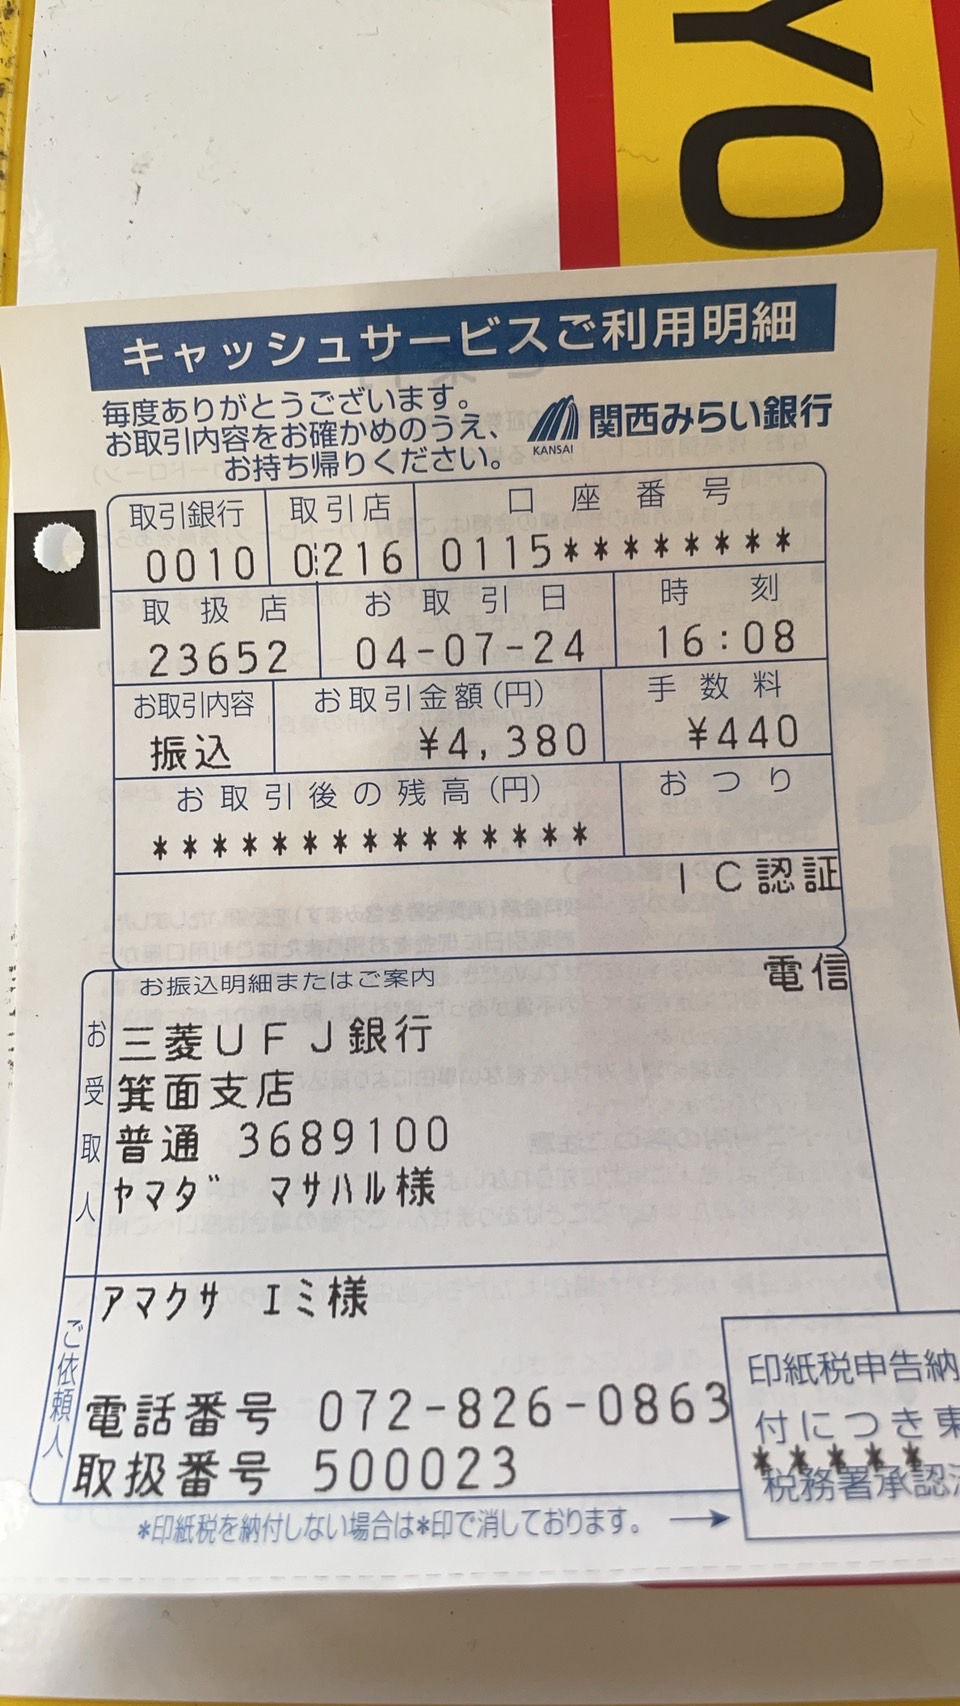 YO
キャッシュサービスご利用明細
毎度ありがとうございます。
お取引内容をお確かめのうえ、
お持ち帰りください。
KANSAI
関西みらい銀行
取引銀行 取引店 口座番号
0010 0216 0115********
取扱店 お取引日 時刻
23652 04-07-24 16:08
お取引内容 お取引金額(円) 手数料
振込 ¥4,380 ¥440
お取引後の残高(円) おつり
****************
IC認証
お振込明細またはご案内 電信
お受取人
三菱UFJ銀行
箕面支店
普通 3689100
ヤマダ マサハル様
ご依頼人
アマクサ エミ様
電話番号 072-826-0863
取扱番号 500023
印紙税申告納
付につき東
*****
税務署承認済
*印紙税を納付しない場合は*印で消しております。 →